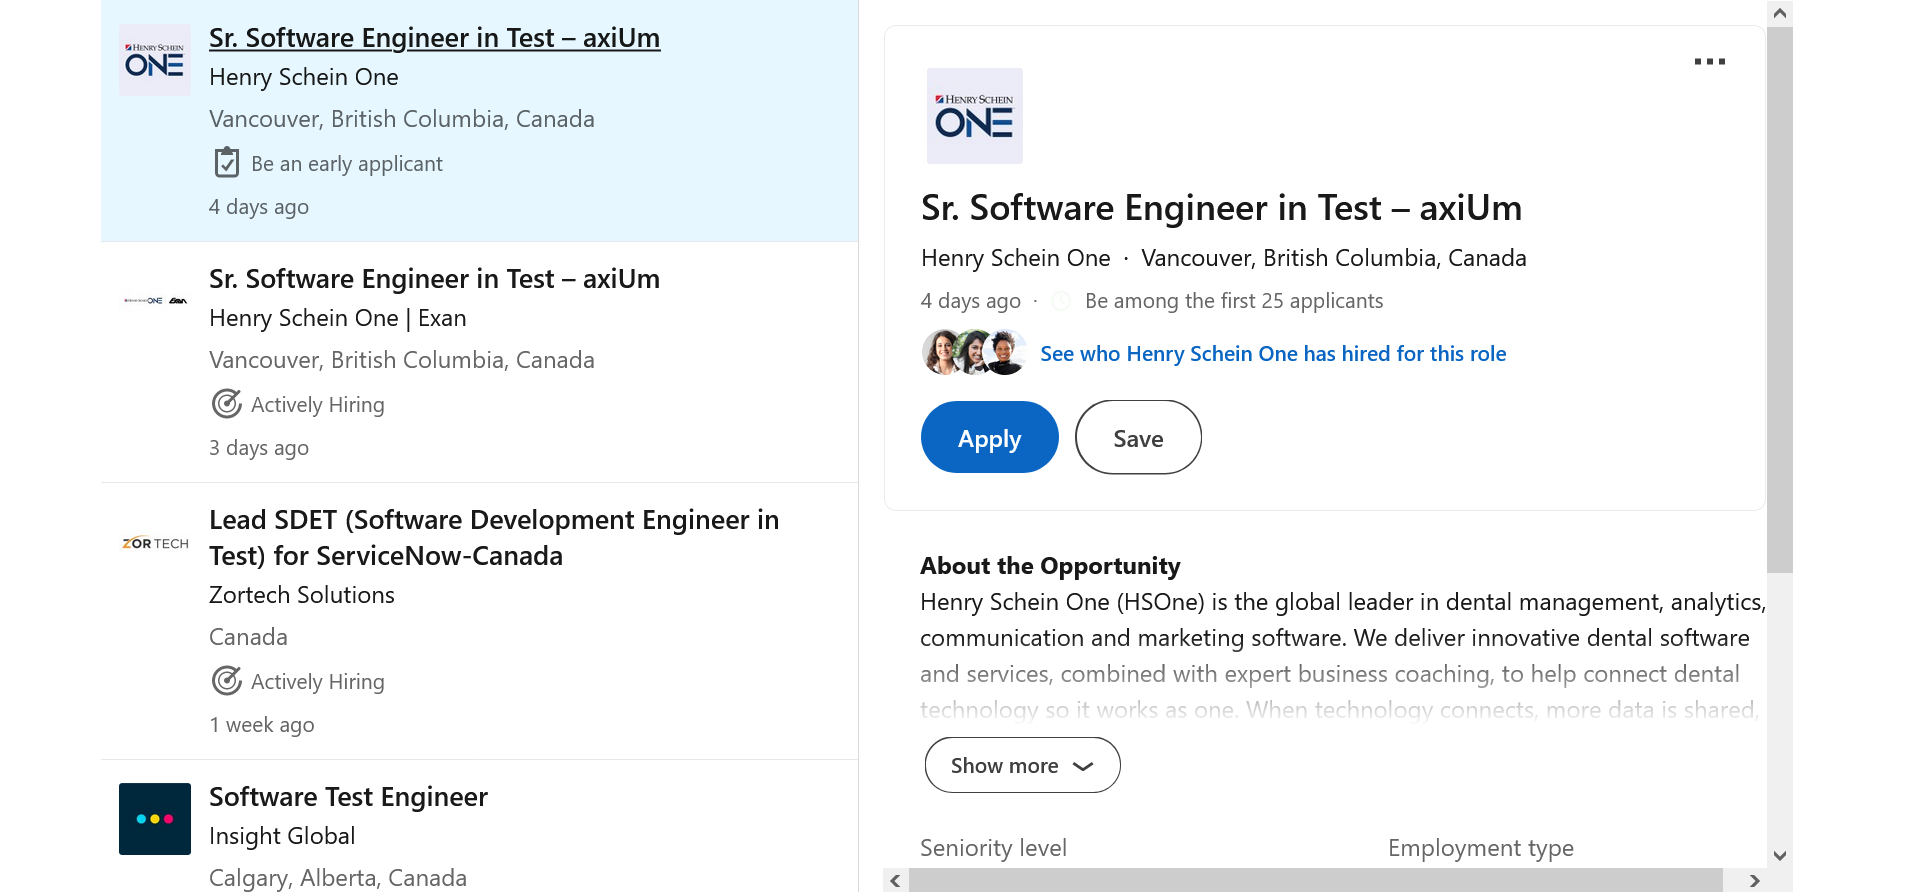 HENRY SCHEIN
ONE
Sr. Software Engineer in Test – axiUm
Henry Schein One
Vancouver, British Columbia, Canada
Be an early applicant
4 days ago
Sr. Software Engineer in Test – axiUm
Henry Schein One | Exan
Vancouver, British Columbia, Canada
Actively Hiring
3 days ago
ZORTECH
Lead SDET (Software Development Engineer in
Test) for ServiceNow-Canada
Zortech Solutions
Canada
Actively Hiring
1 week ago
Software Test Engineer
Insight Global
Calgary, Alberta, Canada
HENRY SCHEIN
ONE
Sr. Software Engineer in Test – axiUm
Henry Schein One · Vancouver, British Columbia, Canada
4 days ago · Be among the first 25 applicants
See who Henry Schein One has hired for this role
Apply
Save
About the Opportunity
Henry Schein One (HSOne) is the global leader in dental management, analytics,
communication and marketing software. We deliver innovative dental software
and services, combined with expert business coaching, to help connect dental
technology so it works as one. When technology connects, more data is shared,
Show more
Seniority level
Employment type